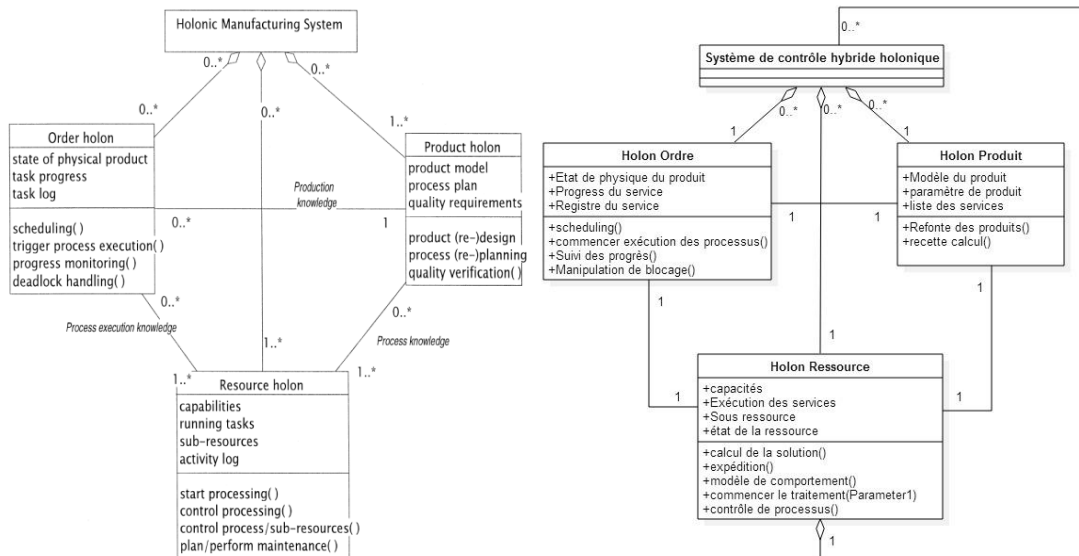 Holonic Manufacturing System
0..*
0..*
0..*
0..*
1..*
Order holon
state of physical product
task progress
task log
scheduling( )
trigger process execution( )
progress monitoring( )
deadlock handling( )
Product holon
product model
process plan
quality requirements
product (re-)design
process (re-)planning
quality verification( )
Production
knowledge
0..*
1
0..*
0..*
Process execution knowledge
Process knowledge
1..*
1..*
1..*
Resource holon
capabilities
running tasks
sub-resources
activity log
start processing( )
control processing( )
control process/sub-resources( )
plan/perform maintenance( )
0..*
Système de contrôle hybride holonique
0..*
0..*
0..*
1
1
Holon Ordre
+Etat de physique du produit
+Progress du service
+Registre du service
+scheduling()
+commencer exécution des processus()
+Suivi des progrès()
+Manipulation de blocage()
Holon Produit
+Modèle du produit
+paramètre de produit
+liste des services
+Refonte des produits()
+recette calcul()
1
1
1
1
1
1
1
Holon Ressource
+capacités
+Exécution des services
+Sous ressource
+état de la ressource
+calcul de la solution()
+expédition()
+modèle de comportement()
+commencer le traitement(Parameter1)
+contrôle de processus()
1